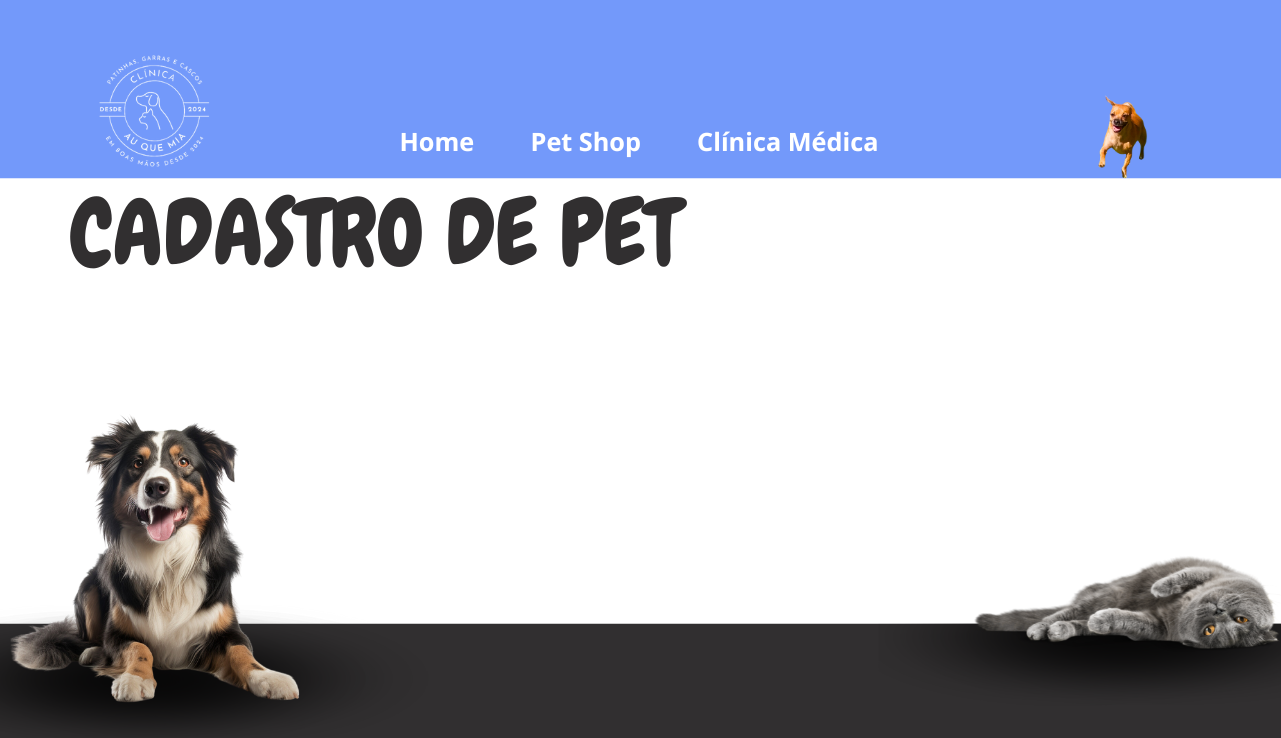 PATINHAS, GARRAS E CASCOS
CLÍNICA
DESDE 2024
AU QUE MIA
EM BOAS MÃOS DESDE 2024
Home Pet Shop Clínica Médica
CADASTRO DE PET